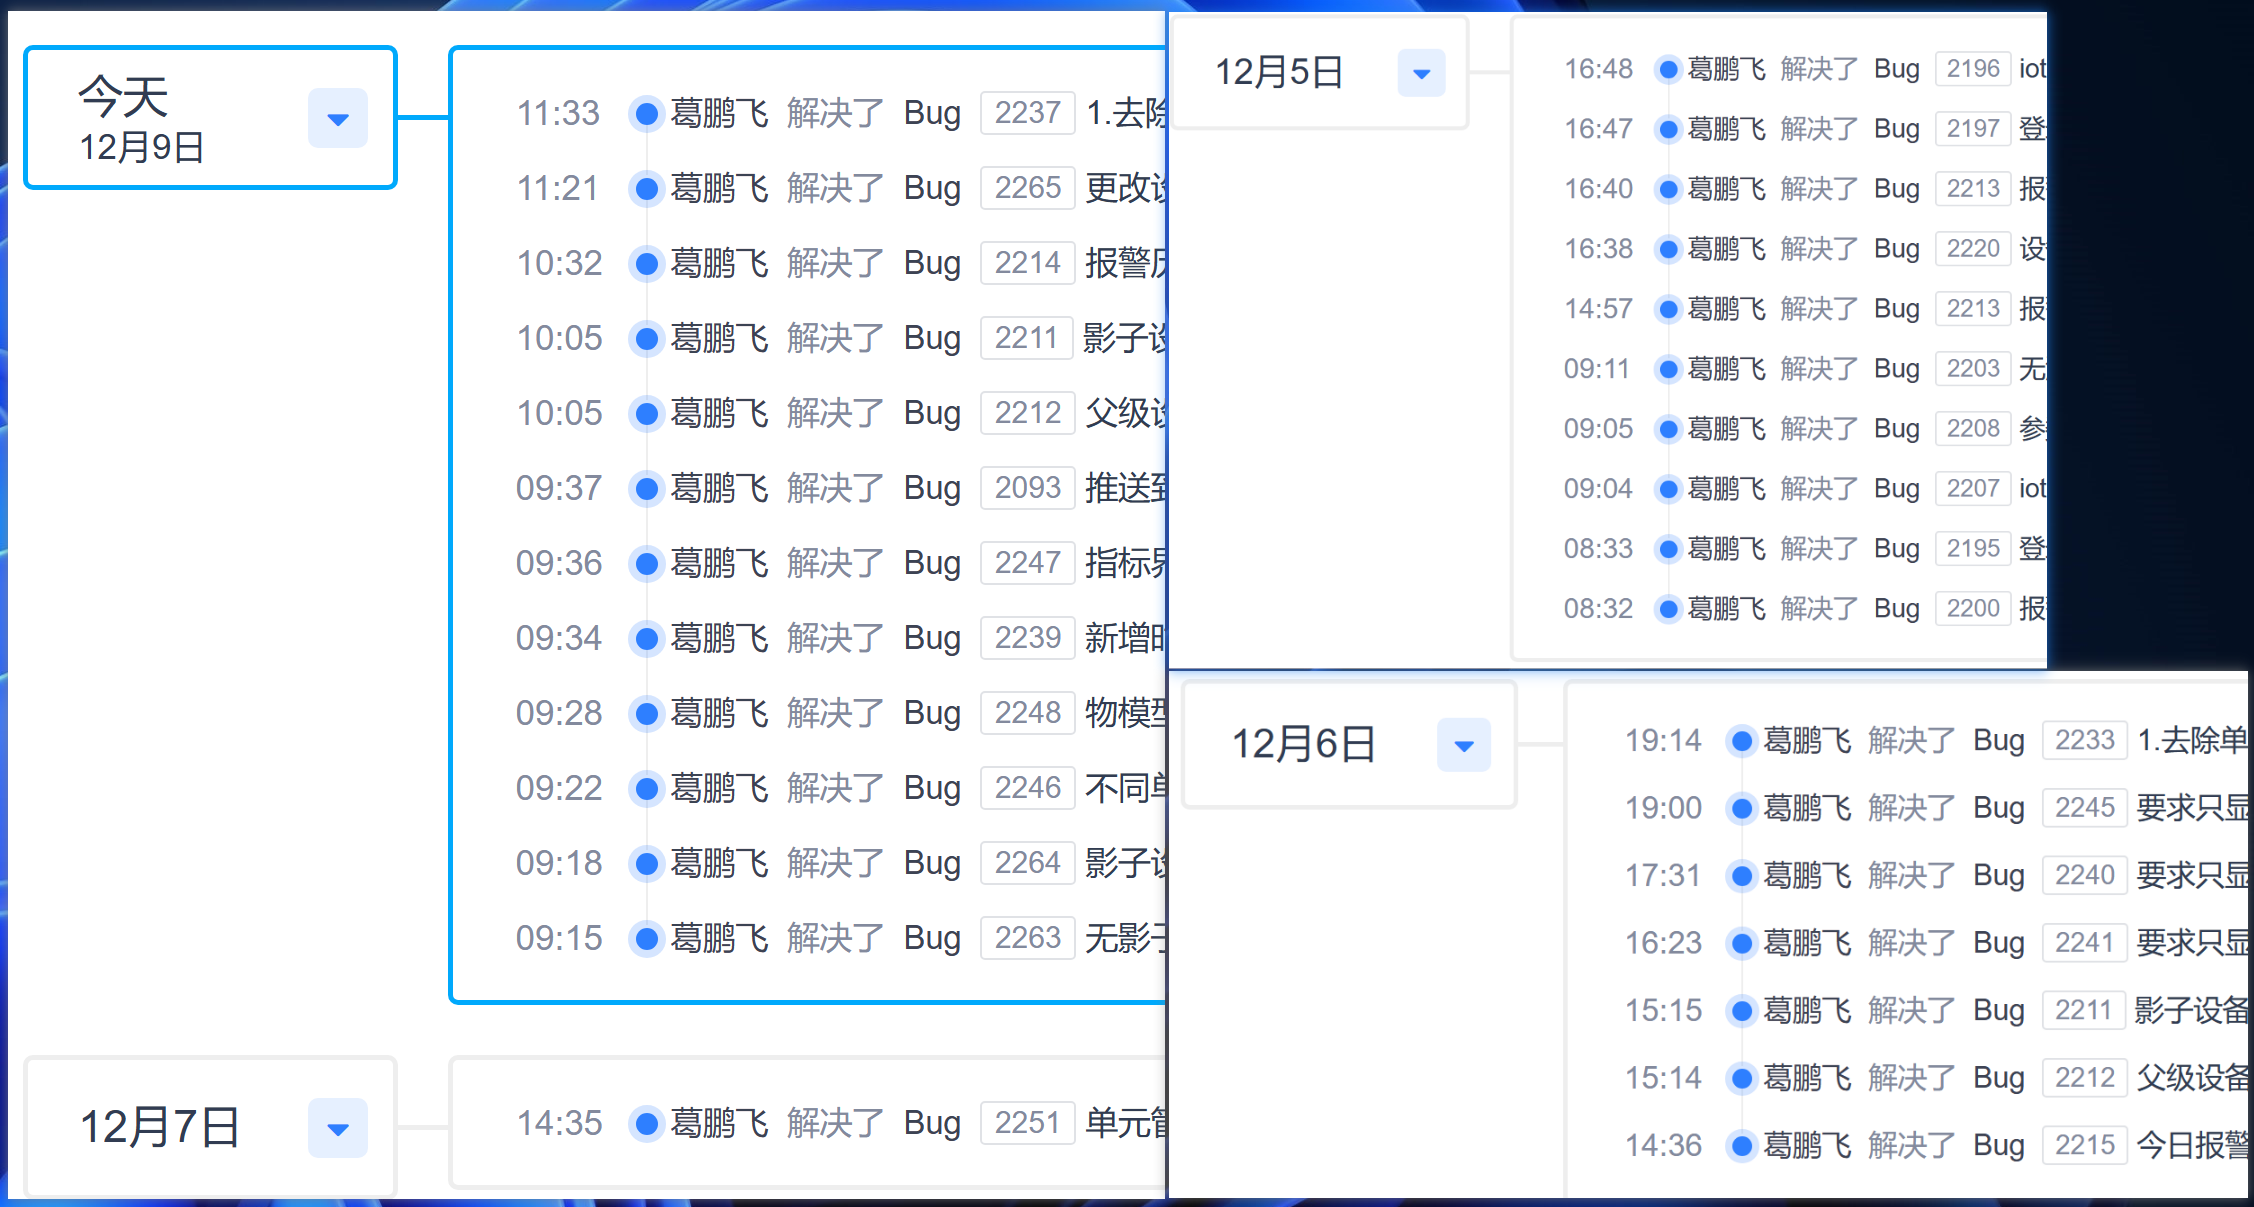 今天
12月9日
11:33 葛鹏飞 解决了 Bug 2237 1.去除
11:21 葛鹏飞 解决了 Bug 2265 更改设
10:32 葛鹏飞 解决了 Bug 2214 报警历
10:05 葛鹏飞 解决了 Bug 2211 影子设
10:05 葛鹏飞 解决了 Bug 2212 父级设
09:37 葛鹏飞 解决了 Bug 2093 推送到
09:36 葛鹏飞 解决了 Bug 2247 指标界
09:34 葛鹏飞 解决了 Bug 2239 新增
09:28 葛鹏飞 解决了 Bug 2248 物模型
09:22 葛鹏飞 解决了 Bug 2246 不同单
09:18 葛鹏飞 解决了 Bug 2264 影子设
09:15 葛鹏飞 解决了 Bug 2263 无影子
12月7日
14:35 葛鹏飞 解决了 Bug 2251 单元管
12月5日
16:48 葛鹏飞 解决了 Bug 2196 iot
16:47 葛鹏飞 解决了 Bug 2197 登
16:40 葛鹏飞 解决了 Bug 2213 报
16:38 葛鹏飞 解决了 Bug 2220 设
14:57 葛鹏飞 解决了 Bug 2213 报
09:11 葛鹏飞 解决了 Bug 2203 无
09:05 葛鹏飞 解决了 Bug 2208 参
09:04 葛鹏飞 解决了 Bug 2207 iot
08:33 葛鹏飞 解决了 Bug 2195 登
08:32 葛鹏飞 解决了 Bug 2200 报
12月6日
19:14 葛鹏飞 解决了 Bug 2233 1.去除单
19:00 葛鹏飞 解决了 Bug 2245 要求只显
17:31 葛鹏飞 解决了 Bug 2240 要求只显
16:23 葛鹏飞 解决了 Bug 2241 要求只显
15:15 葛鹏飞 解决了 Bug 2211 影子设备
15:14 葛鹏飞 解决了 Bug 2212 父级设备
14:36 葛鹏飞 解决了 Bug 2215 今日报警